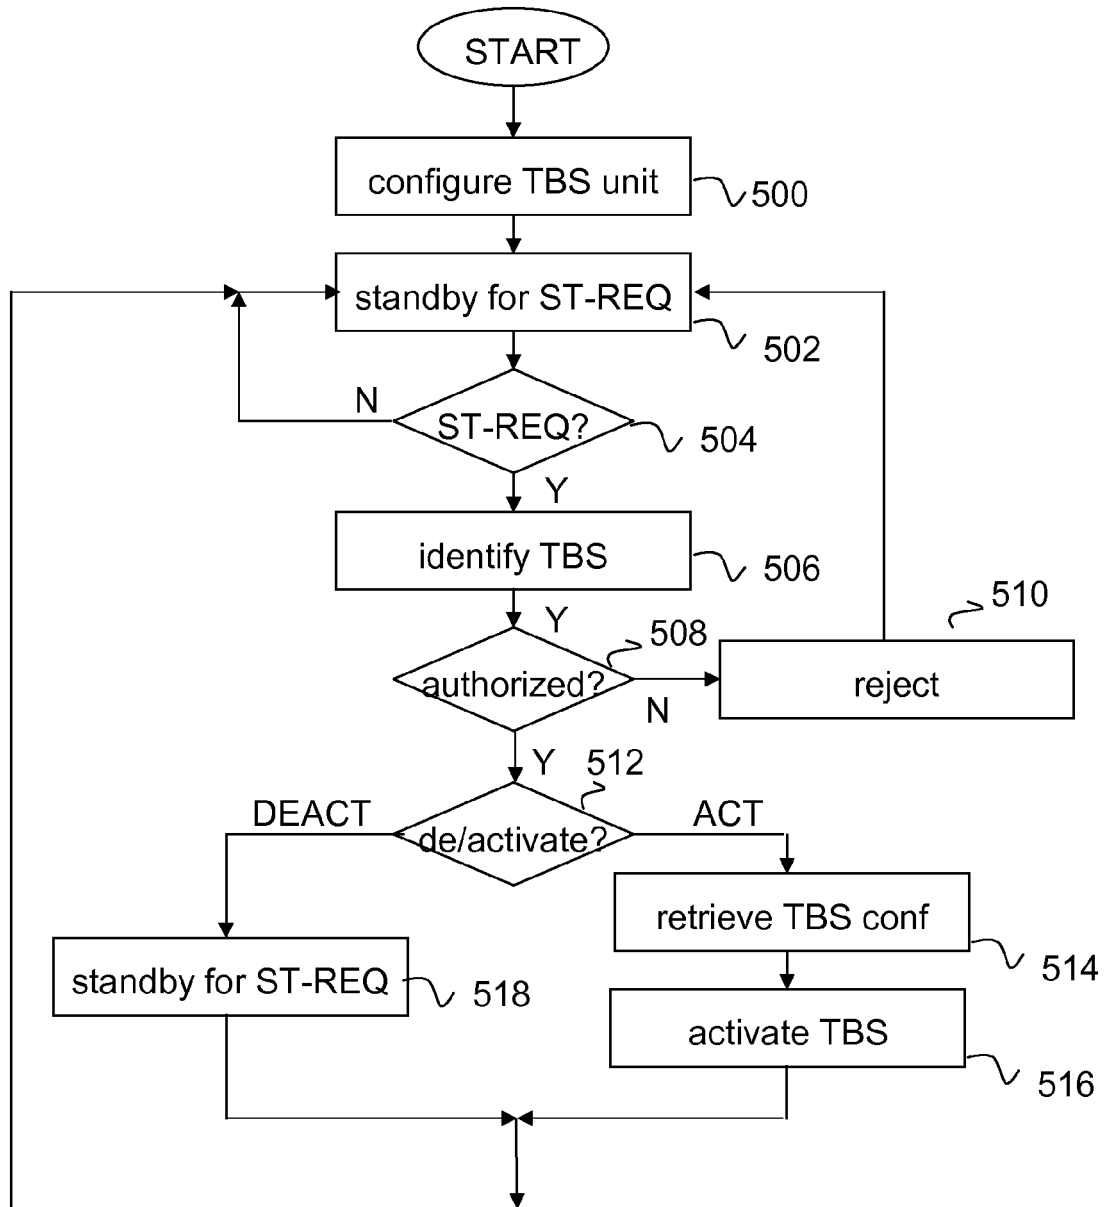 START
configure TBS unit
500
standby for ST-REQ
502
N
ST-REQ?
504
Y
identify TBS
506
510
Y
508
authorized?
N
reject
Y
512
DEACT
de/activate?
ACT
retrieve TBS conf
514
standby for ST-REQ
518
activate TBS
516